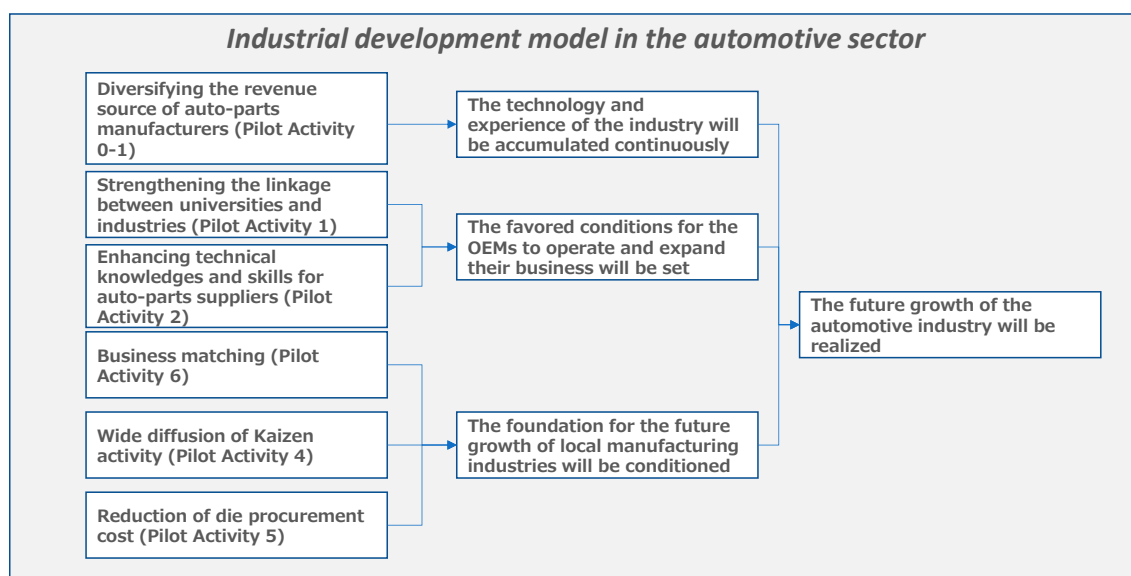 Industrial development model in the automotive sector
Diversifying the revenue
source of auto-parts
manufacturers (Pilot Activity
0-1)
The technology and
experience of the industry will
be accumulated continuously
Strengthening the linkage
between universities and
industries (Pilot Activity 1)
Enhancing technical
knowledges and skills for
auto-parts suppliers (Pilot
Activity 2)
The favored conditions for the
OEMs to operate and expand
their business will be set
Business matching (Pilot
Activity 6)
Wide diffusion of Kaizen
activity (Pilot Activity 4)
Reduction of die procurement
cost (Pilot Activity 5)
The foundation for the future
growth of local manufacturing
industries will be conditioned
The future growth of the
automotive industry will be
realized